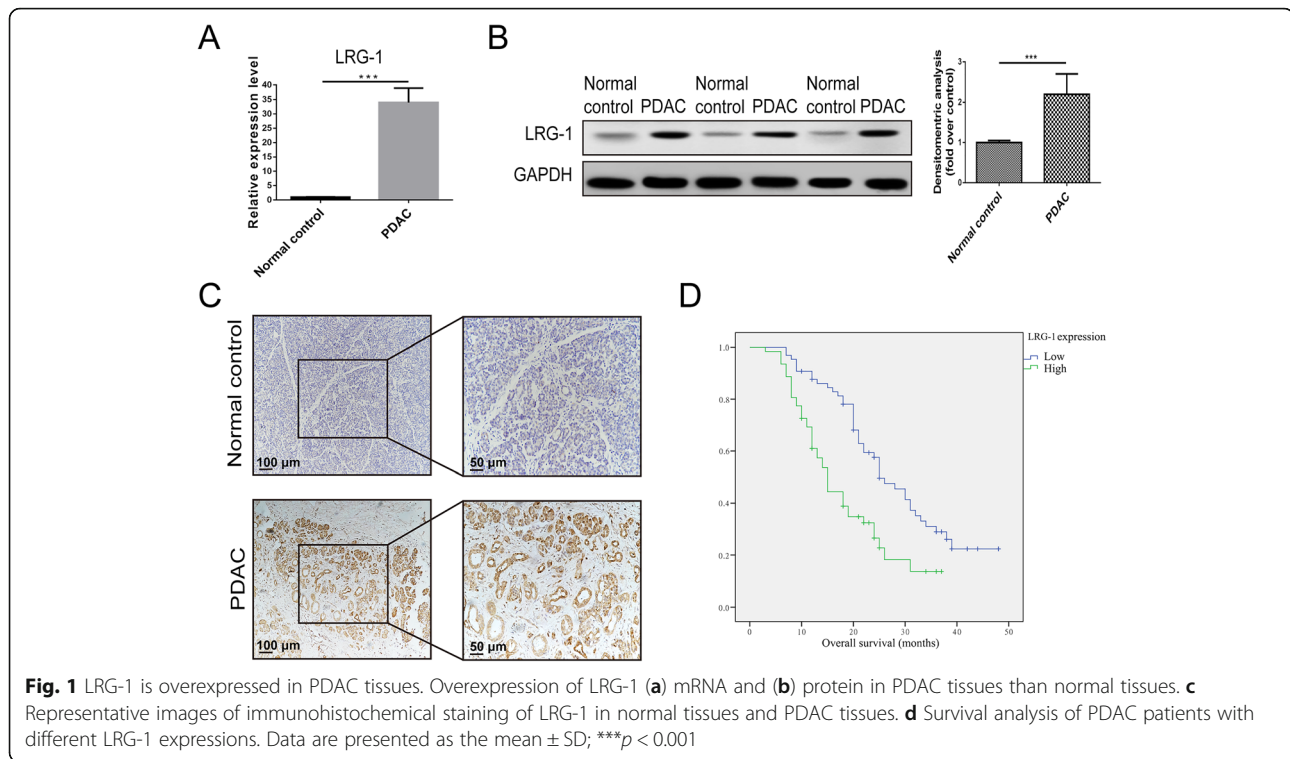 A
LRG-1
***
Relative expression level
40
35
30
25
20
15
10
5
0
Normal control
PDAC
B
Normal control PDAC Normal control PDAC Normal control PDAC
LRG-1
GAPDH
***
Densitomentric analysis
(fold over control)
3
2
1
0
Normal control
PDAC
C
Normal control
100 μm
50 μm
PDAC
100 μm
50 μm
D
LRG-1 expression
Low
High
1.0
0.8
0.6
0.4
0.2
0.0
0 10 20 30 40 50
Overall survival (months)
Fig. 1 LRG-1 is overexpressed in PDAC tissues. Overexpression of LRG-1 (a) mRNA and (b) protein in PDAC tissues than normal tissues. c
Representative images of immunohistochemical staining of LRG-1 in normal tissues and PDAC tissues. d Survival analysis of PDAC patients with
different LRG-1 expressions. Data are presented as the mean ± SD; ***p < 0.001